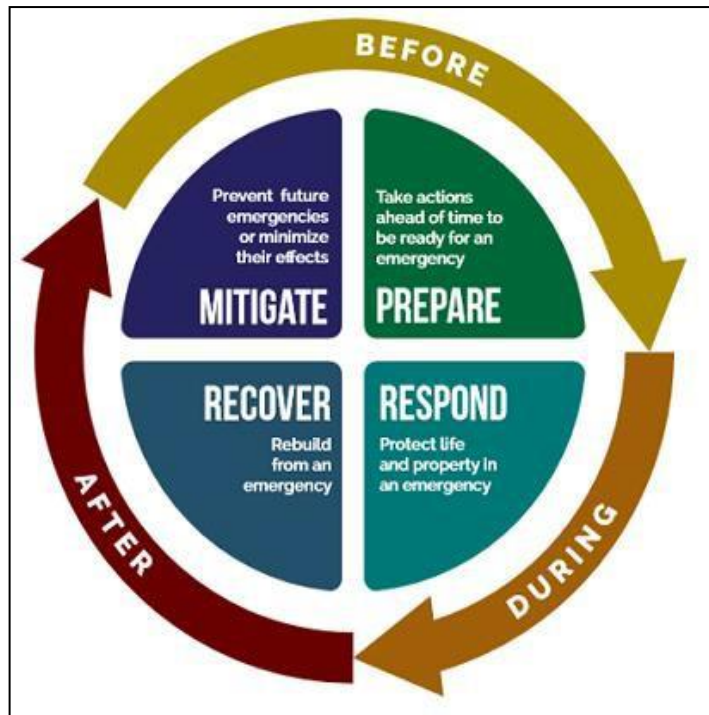 BEFORE
Prevent future
emergencies
or minimize
their effects
MITIGATE
Take actions
ahead of time to
be ready for an
emergency
PREPARE
RECOVER
Rebuild
from an
emergency
RESPOND
Protect life
and property in
an emergency
DURING
AFTER